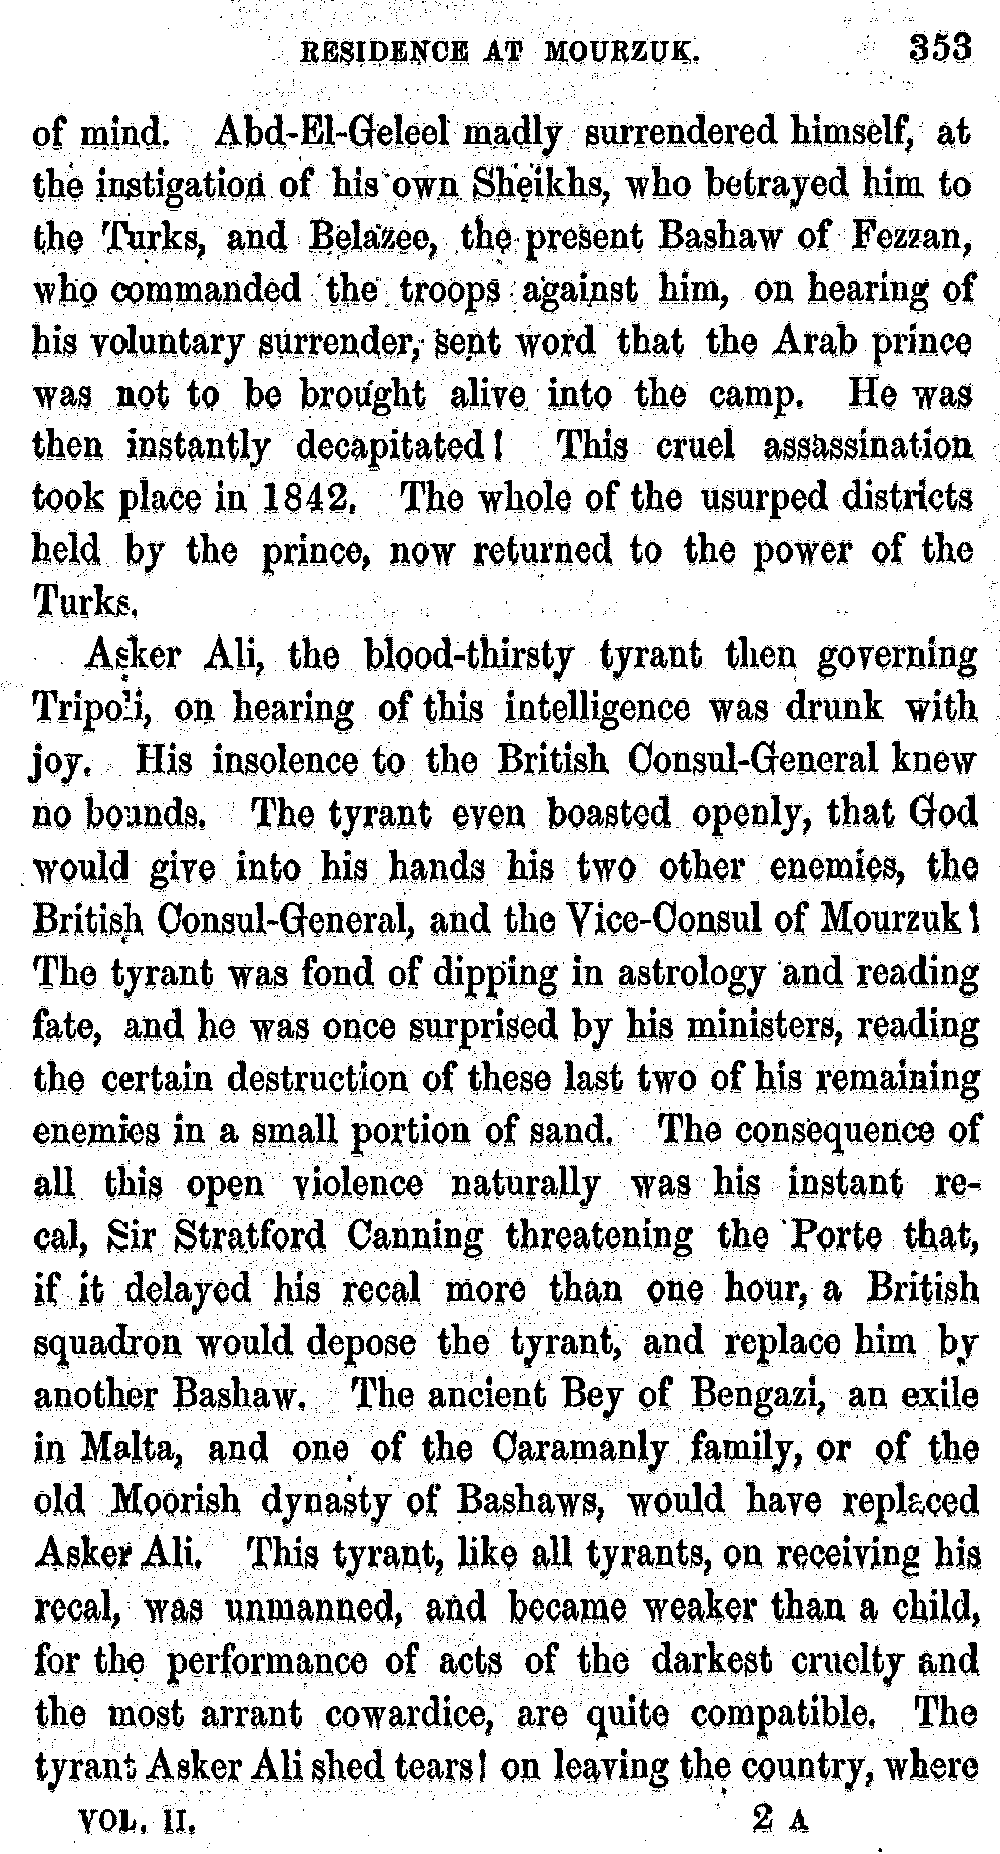 RESIDENCE AT MOURZUK. 353
of mind. Abd-El-Geleel madly surrendered himself, at
the instigation of his own Sheikhs, who betrayed him to
the Turks, and Belazee, the present Bashaw of Fezzan,
who commanded the troops against him, on hearing of
his voluntary surrender, sent word that the Arab prince
was not to be brought alive into the camp. He was
then instantly decapitated! This cruel assassination
took place in 1842. The whole of the usurped districts
held by the prince, now returned to the power of the
Turks.
Asker Ali, the blood-thirsty tyrant then governing
Tripoli, on hearing of this intelligence was drunk with
joy. His insolence to the British Consul-General knew
no bounds. The tyrant even boasted openly, that God
would give into his hands his two other enemies, the
British Consul-General, and the Vice-Consul of Mourzuk!
The tyrant was fond of dipping in astrology and reading
fate, and he was once surprised by his ministers, reading
the certain destruction of these last two of his remaining
enemies in a small portion of sand. The consequence of
all this open violence naturally was his instant re-
cal, Sir Stratford Canning threatening the Porte that,
if it delayed his recal more than one hour, a British
squadron would depose the tyrant, and replace him by
another Bashaw. The ancient Bey of Bengazi, an exile
in Malta, and one of the Caramanly family, or of the
old Moorish dynasty of Bashaws, would have replaced
Asker Ali. This tyrant, like all tyrants, on receiving his
recal, was unmanned, and became weaker than a child,
for the performance of acts of the darkest cruelty and
the most arrant cowardice, are quite compatible. The
tyrant Asker Ali shed tears! on leaving the country, where
VOL. II. 2 A